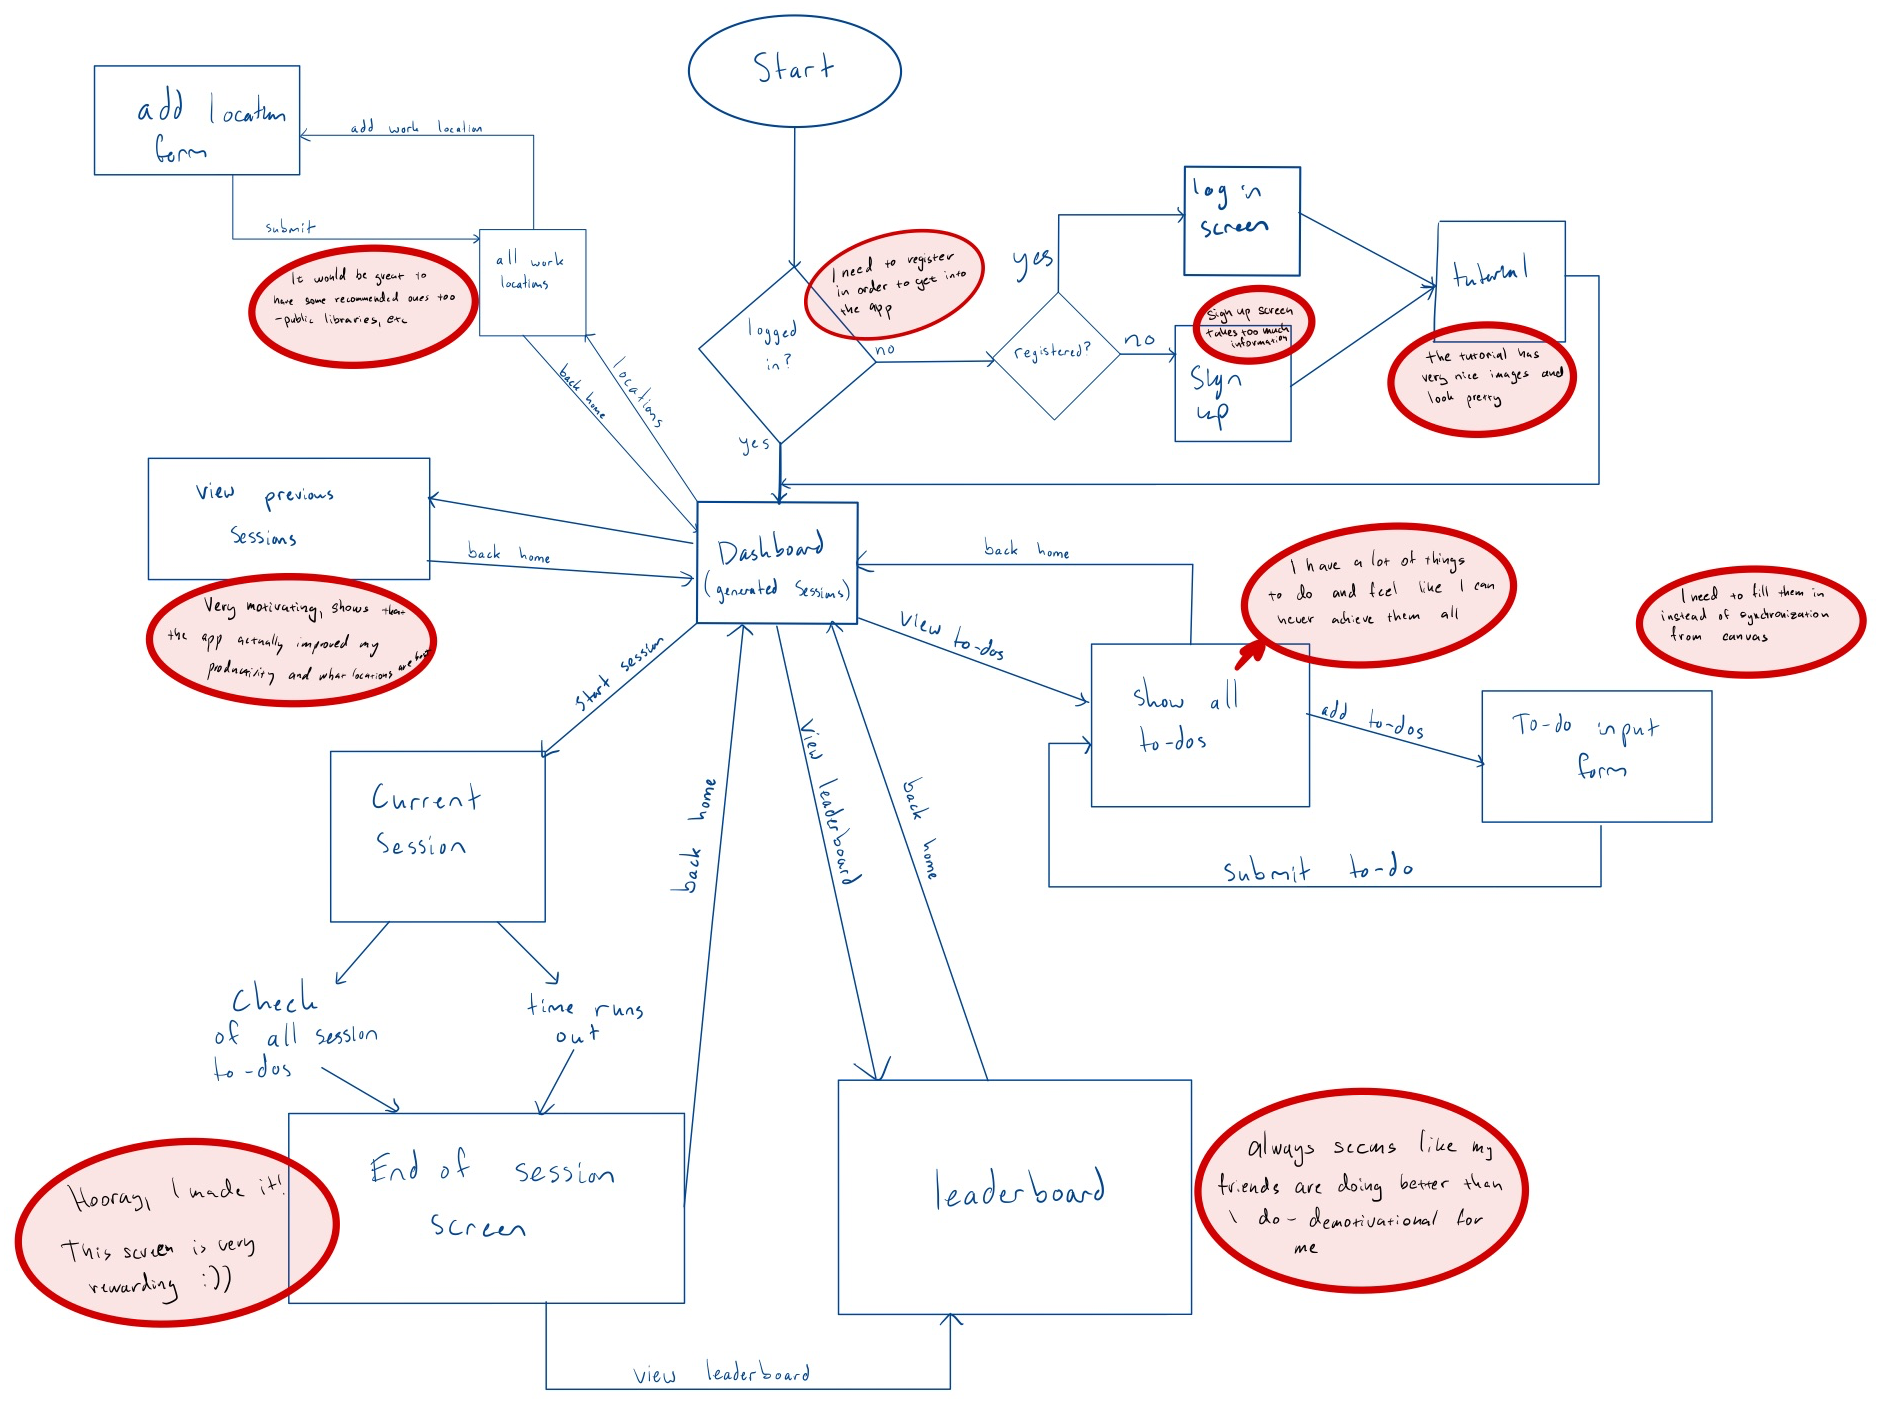 Start
add location
form
add work location
submit
all work
locations
It would be great to
have some recommended ones too
-public libraries, etc
back home
locations
logged
in?
I need to register
in order to get into
the app
no
yes
registered?
yes
no
log in
screen
Sign up screen
takes too much
information
Sign
up
tutorial
the tutorial has
very nice images and
look pretty
View previous
Sessions
back home
Very motivating, shows that
the app actually improved my
productivity and what locations are best
Dashboard
(generated Sessions)
back home
view to-dos
I have a lot of things
to do and feel like I can
never achieve them all
I need to fill them in
instead of synchronization
from canvas
show all
to-dos
add to-dos
To-do input
form
submit to-do
start session
Current
Session
back home
view leaderboard
back home
Check
of all session
to-dos
time runs
out
End of session
screen
Hooray, I made it!
This screen is very
rewarding :))
leaderboard
Always seems like my
friends are doing better than
I do - demotivational for
me
view leaderboard